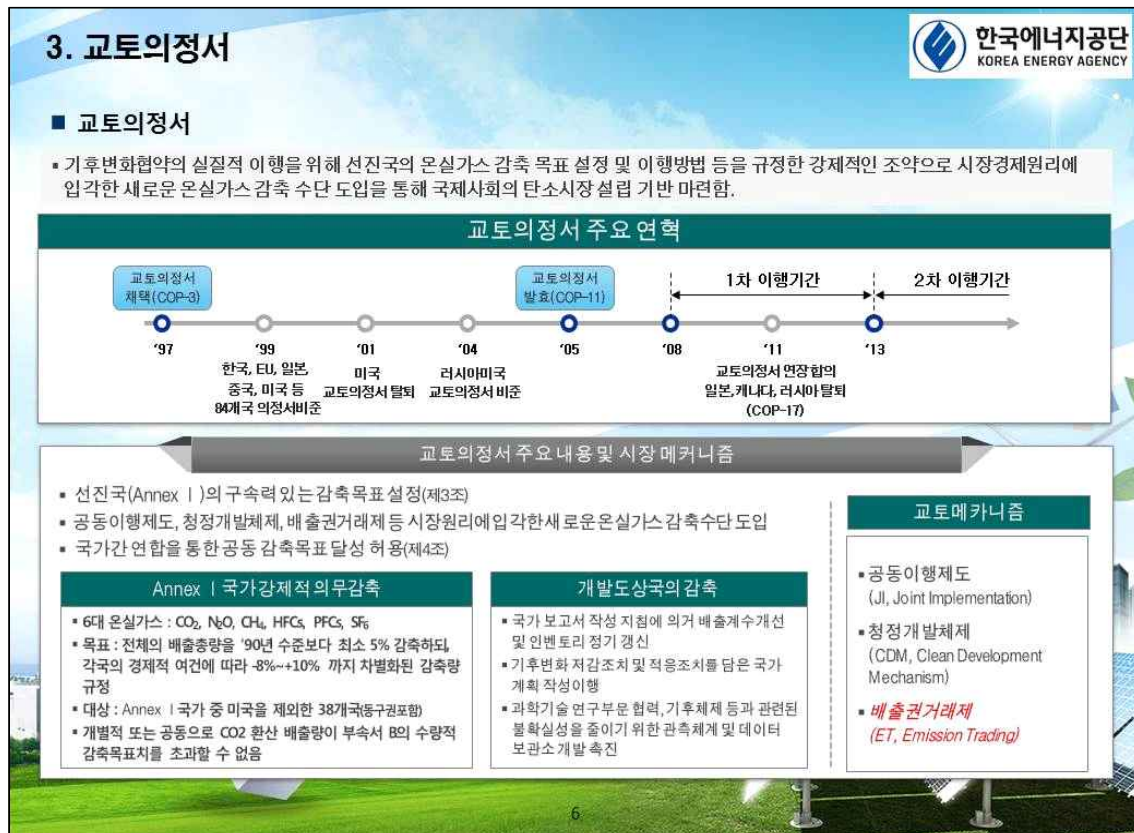 3. 교토의정서
한국에너지공단
KOREA ENERGY AGENCY
■ 교토의정서
▪ 기후변화협약의 실질적 이행을 위해 선진국의 온실가스 감축 목표 설정 및 이행방법 등을 규정한 강제적인 조약으로 시장경제원리에
입각한 새로운 온실가스 감축 수단 도입을 통해 국제사회의 탄소시장 설립 기반 마련함.
교토의정서 주요 연혁
교토의정서
채택(COP-3)
교토의정서
발효(COP-11)
1차 이행기간
2차 이행기간
'97
'99
한국, EU, 일본,
중국, 미국 등
84개국 의정서비준
'01
미국
교토의정서 탈퇴
'04
러시아미국
교토의정서 비준
'05
'08
'11
교토의정서 연장합의
일본, 캐나다, 러시아 탈퇴
(COP-17)
'13
교토의정서 주요 내용 및 시장 메커니즘
▪ 선진국(Annex Ⅰ)의 구속력 있는 감축목표 설정(제3조)
▪ 공동이행제도, 청정개발체제, 배출권거래제 등 시장원리에 입각한 새로운 온실가스 감축수단 도입
▪ 국가간 연합을 통한 공동 감축목표 달성 허용(제4조)
Annex Ⅰ 국가 강제적 의무감축
▪ 6대 온실가스 : CO₂, N₂O, CH₄, HFCs, PFCs, SF₆
▪ 목표 : 전체의 배출총량을 '90년 수준보다 최소 5% 감축하되,
각국의 경제적 여건에 따라 -8%~+10% 까지 차별화된 감축량
규정
▪ 대상 : Annex Ⅰ 국가 중 미국을 제외한 38개국(동구권포함)
▪ 개별적 또는 공동으로 CO2 환산 배출량이 부속서 B의 수량적
감축목표치를 초과할 수 없음
개발도상국의 감축
▪ 국가 보고서 작성 지침에 의거 배출계수개선
및 인벤토리 정기 갱신
▪ 기후변화 저감조치 및 적응조치를 담은 국가
계획 작성이행
▪ 과학기술 연구부문 협력, 기후체제 등과 관련된
불확실성을 줄이기 위한 관측체계 및 데이터
보관소 개발 촉진
교토메카니즘
▪ 공동이행제도
(JI, Joint Implementation)
▪ 청정개발체제
(CDM, Clean Development
Mechanism)
▪ 배출권거래제
(ET, Emission Trading)
6